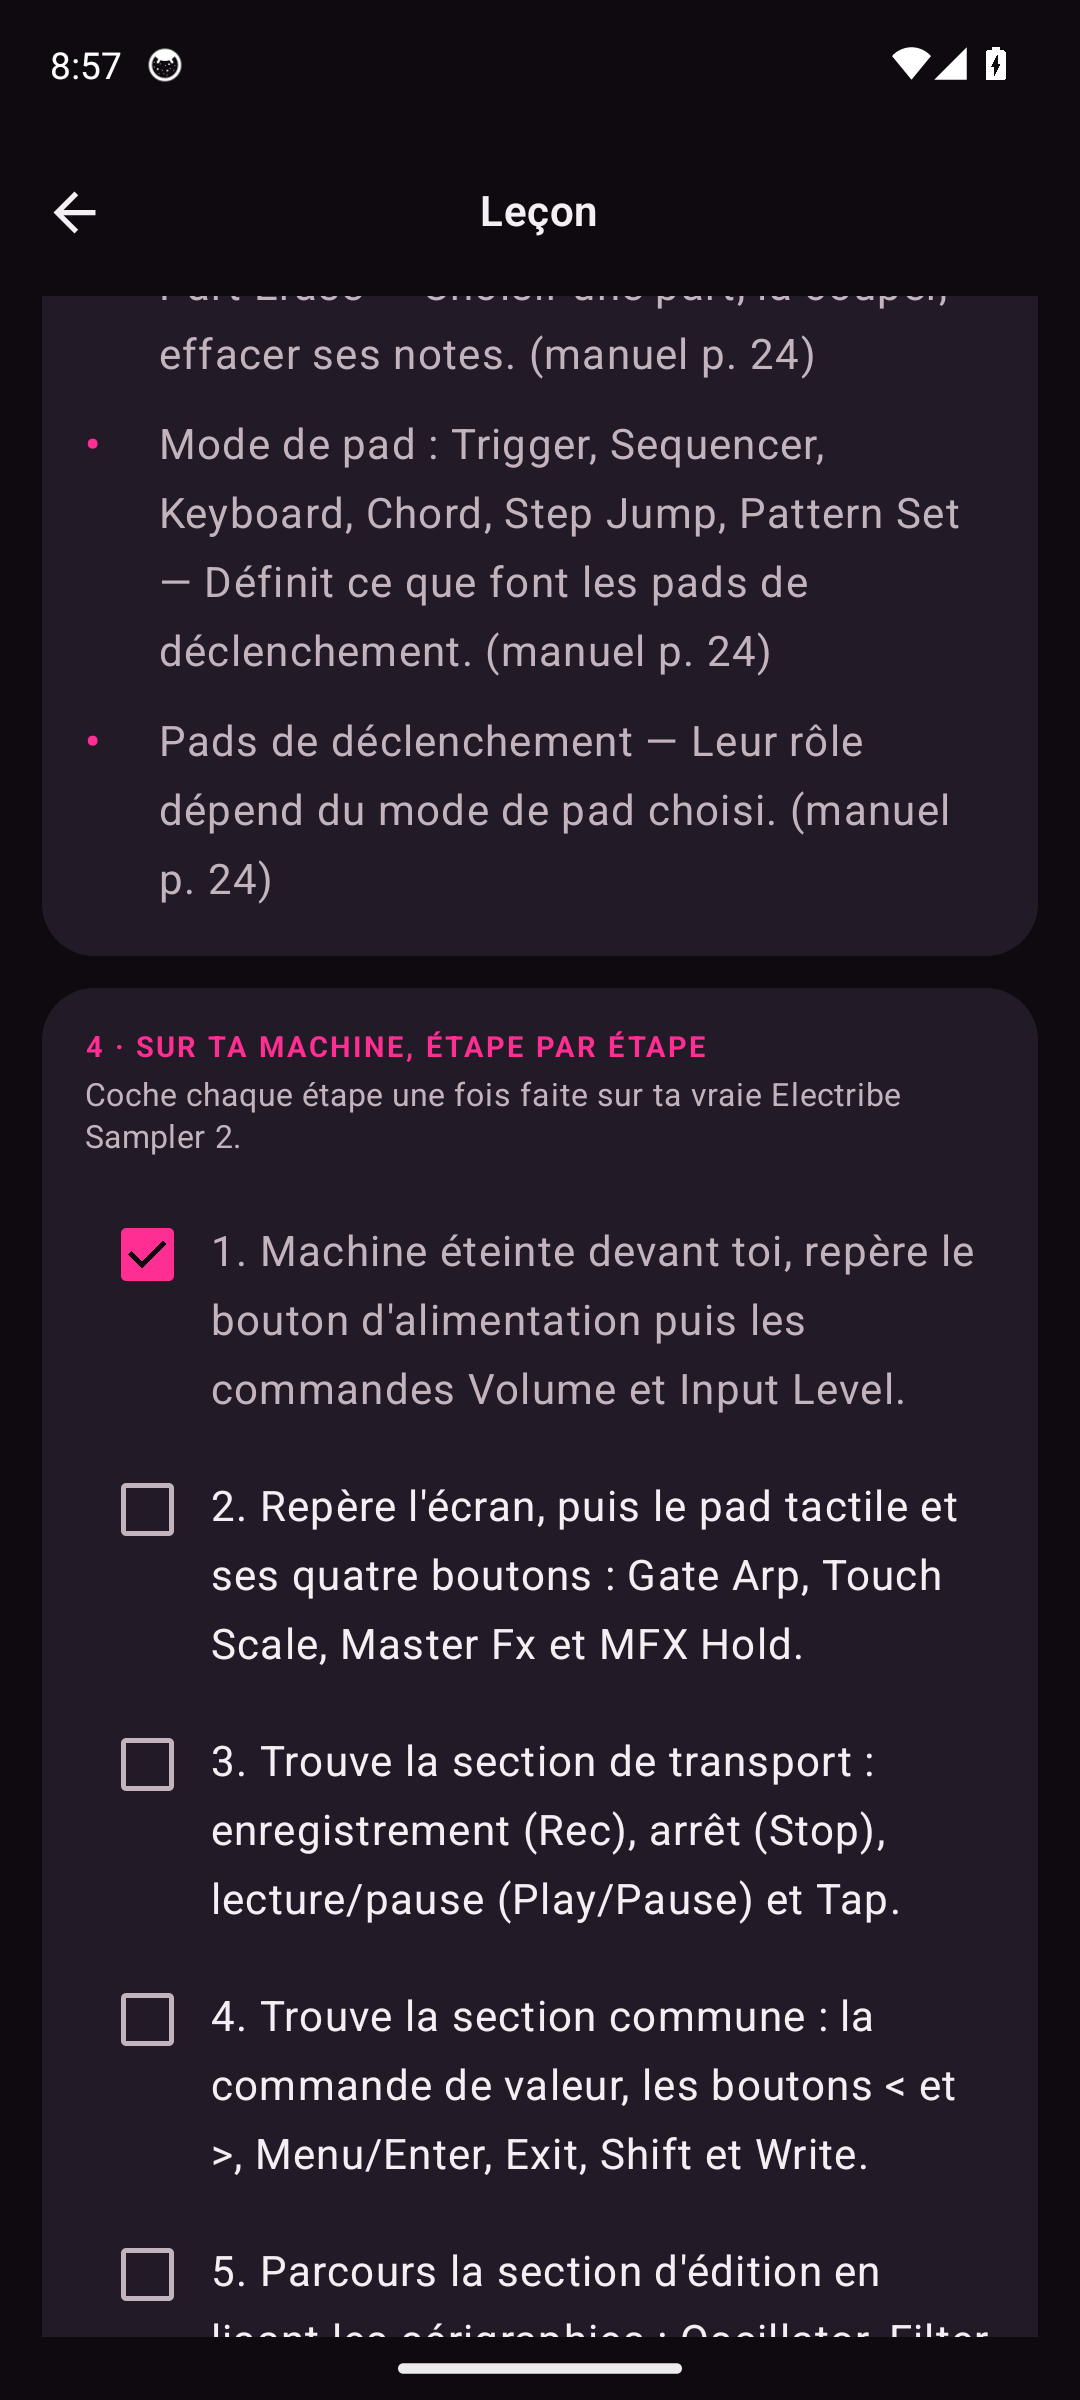 8:57
Leçon
effacer ses notes. (manuel p. 24)
• Mode de pad : Trigger, Sequencer,
Keyboard, Chord, Step Jump, Pattern Set
— Définit ce que font les pads de
déclenchement. (manuel p. 24)
• Pads de déclenchement — Leur rôle
dépend du mode de pad choisi. (manuel
p. 24)
4 · SUR TA MACHINE, ÉTAPE PAR ÉTAPE
Coche chaque étape une fois faite sur ta vraie Electribe
Sampler 2.
1. Machine éteinte devant toi, repère le
bouton d'alimentation puis les
commandes Volume et Input Level.
2. Repère l'écran, puis le pad tactile et
ses quatre boutons : Gate Arp, Touch
Scale, Master Fx et MFX Hold.
3. Trouve la section de transport :
enregistrement (Rec), arrêt (Stop),
lecture/pause (Play/Pause) et Tap.
4. Trouve la section commune : la
commande de valeur, les boutons < et
>, Menu/Enter, Exit, Shift et Write.
5. Parcours la section d'édition en
lisant les sérigraphies : Oscillator, Filter